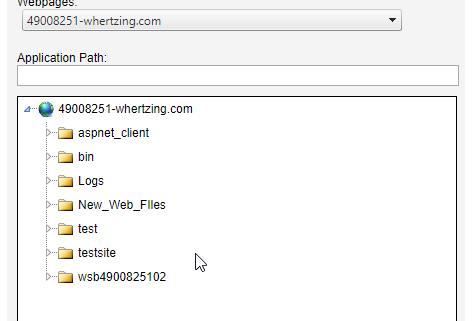 Webpages:
49008251-whertzing.com
Application Path:
49008251-whertzing.com
aspnet_client
bin
Logs
New_Web_FIles
test
testsite
wsb4900825102